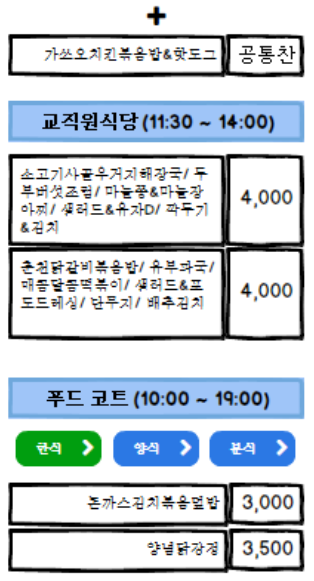 +
가쓰오치킨볶음밥&핫도그 공통찬
교직원식당 (11:30 ~ 14:00)
소고기사골우거지해장국/ 두
부버섯조림/ 마늘쫑&마늘장
아찌/ 샐러드&유자D/ 깍두기
&김치
4,000
춘천닭갈비볶음밥/ 유부파국/
매콤달콤떡볶이/ 샐러드&포
도드레싱/ 단무지/ 배추김치
4,000
푸드 코트 (10:00 ~ 19:00)
한식 양식 분식
돈까스김치볶음덮밥 3,000
양념닭강정 3,500